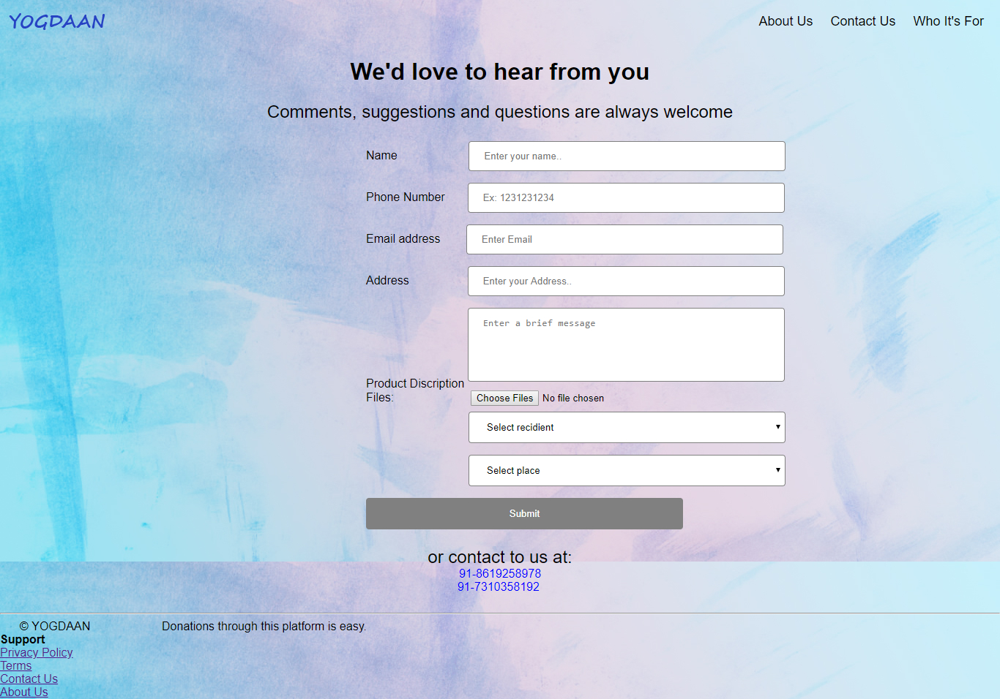 YOGDAAN
About Us Contact Us Who It's For
We'd love to hear from you
Comments, suggestions and questions are always welcome
Name Enter your name..
Phone Number Ex: 1231231234
Email address Enter Email
Address Enter your Address..
Enter a brief message
Product Discription
Files: Choose Files No file chosen
Select recidient
Select place
Submit
or contact to us at:
91-8619258978
91-7310358192
© YOGDAAN Donations through this platform is easy.
Support
Privacy Policy
Terms
Contact Us
About Us